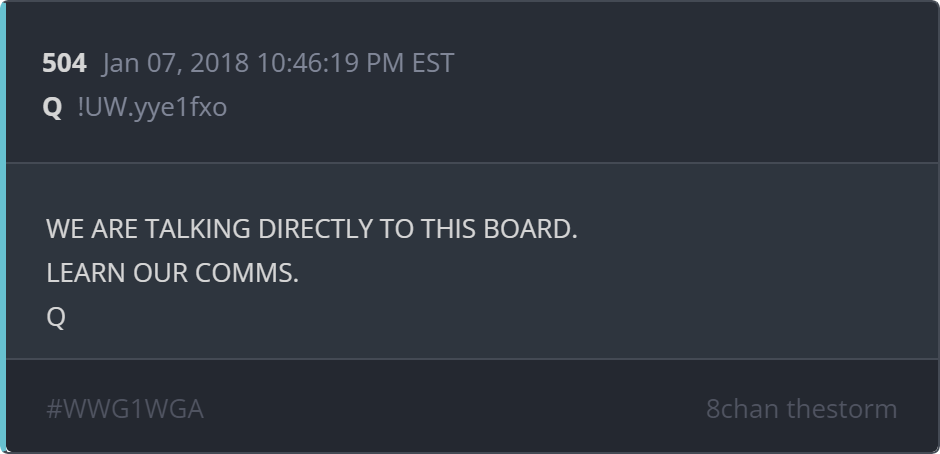 504 Jan 07, 2018 10:46:19 PM EST
Q !UW.yye1fxo
WE ARE TALKING DIRECTLY TO THIS BOARD.
LEARN OUR COMMS.
Q
#WWG1WGA 8chan thestorm